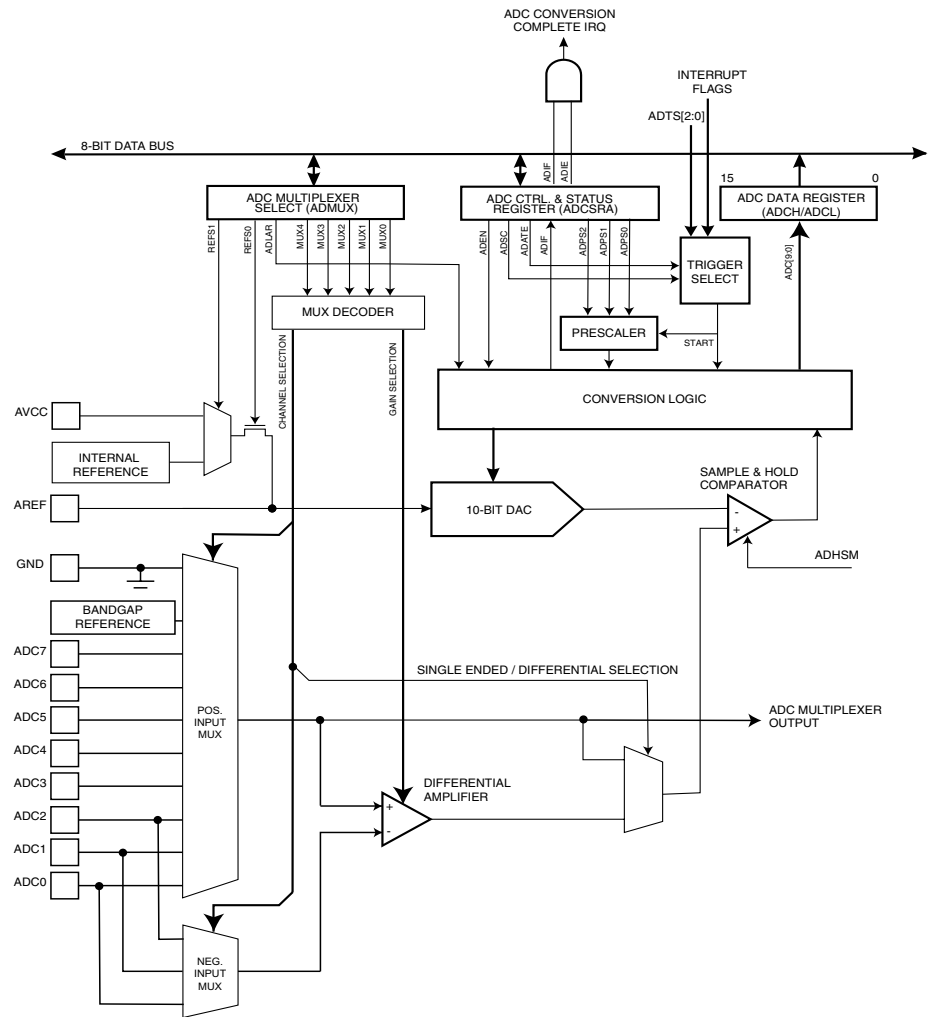 ADC CONVERSION
COMPLETE IRQ
INTERRUPT
FLAGS
ADTS[2:0]
8-BIT DATA BUS
ADIF
ADIE
15
0
ADC MULTIPLEXER
SELECT (ADMUX)
ADC CTRL. & STATUS
REGISTER (ADCSRA)
ADC DATA REGISTER
(ADCH/ADCL)
REFS1
REFS0
ADLAR
MUX4
MUX3
MUX2
MUX1
MUX0
ADEN
ADSC
ADATE
ADIF
ADPS2
ADPS1
ADPS0
ADC[9:0]
TRIGGER
SELECT
MUX DECODER
PRESCALER
START
CHANNEL SELECTION
GAIN SELECTION
CONVERSION LOGIC
AVCC
INTERNAL
REFERENCE
AREF
10-BIT DAC
SAMPLE & HOLD
COMPARATOR
-
+
ADHSM
GND
BANDGAP
REFERENCE
ADC7
ADC6
ADC5
ADC4
ADC3
ADC2
ADC1
ADC0
POS.
INPUT
MUX
SINGLE ENDED / DIFFERENTIAL SELECTION
ADC MULTIPLEXER
OUTPUT
DIFFERENTIAL
AMPLIFIER
+
-
NEG.
INPUT
MUX